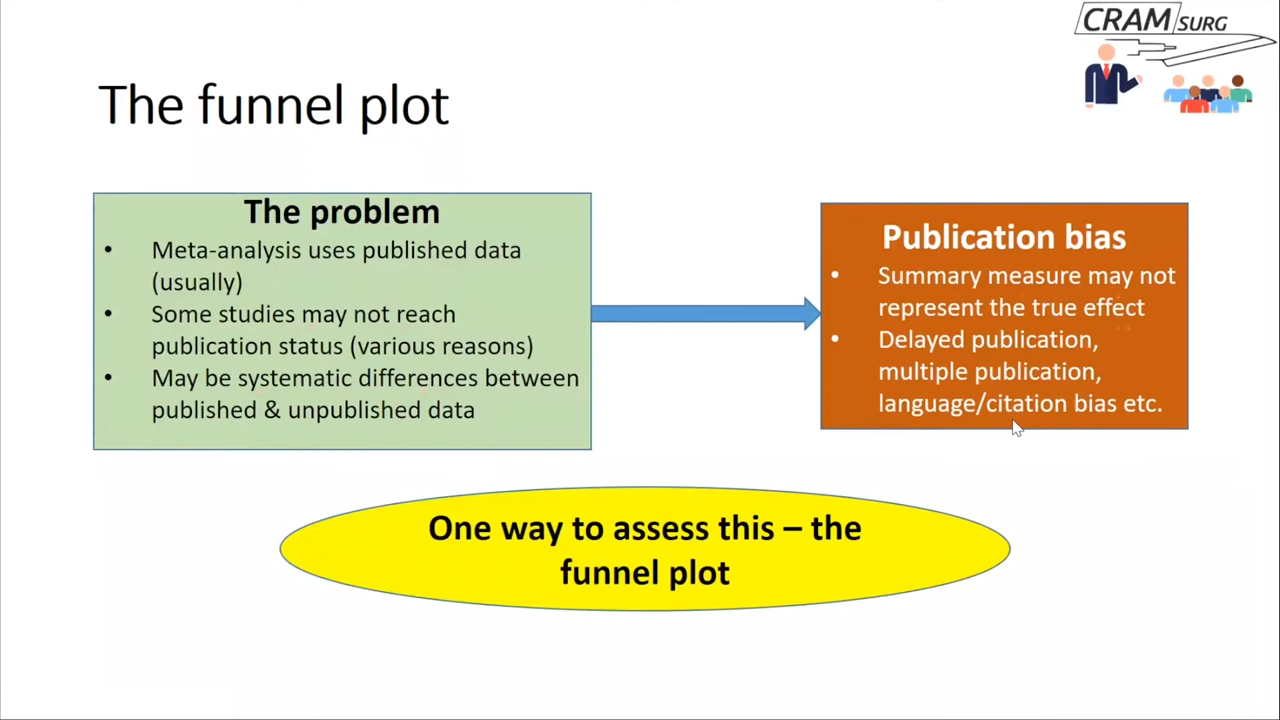 CRAM SURG
The funnel plot
The problem
• Meta-analysis uses published data
(usually)
• Some studies may not reach
publication status (various reasons)
• May be systematic differences between
published & unpublished data
Publication bias
• Summary measure may not
represent the true effect
• Delayed publication,
multiple publication,
language/citation bias etc.
One way to assess this – the
funnel plot